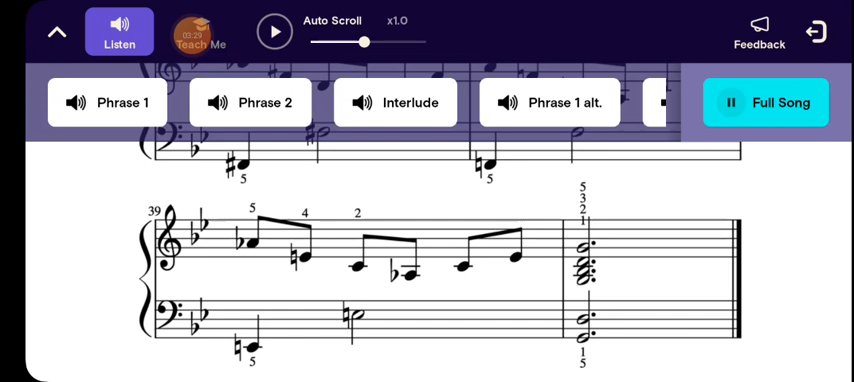 Listen
03:29
Teach Me
Auto Scroll x1.0
Feedback
Phrase 1
Phrase 2
Interlude
Phrase 1 alt.
Full Song
5 5
39
5 4 2
5
3
2
1
5
1
5